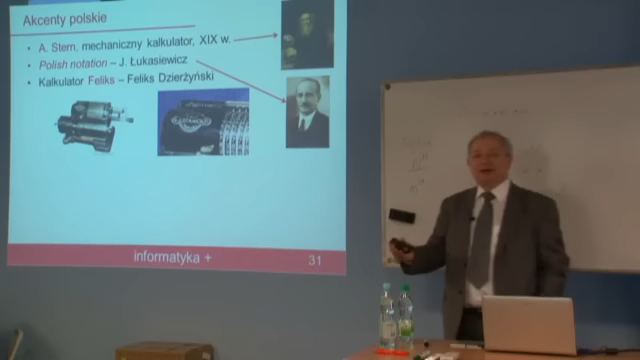 Akcenty polskie
• A. Stern, mechaniczny kalkulator, XIX w.
• Polish notation – J. Łukasiewicz
• Kalkulator Feliks – Feliks Dzierżyński
informatyka + 31